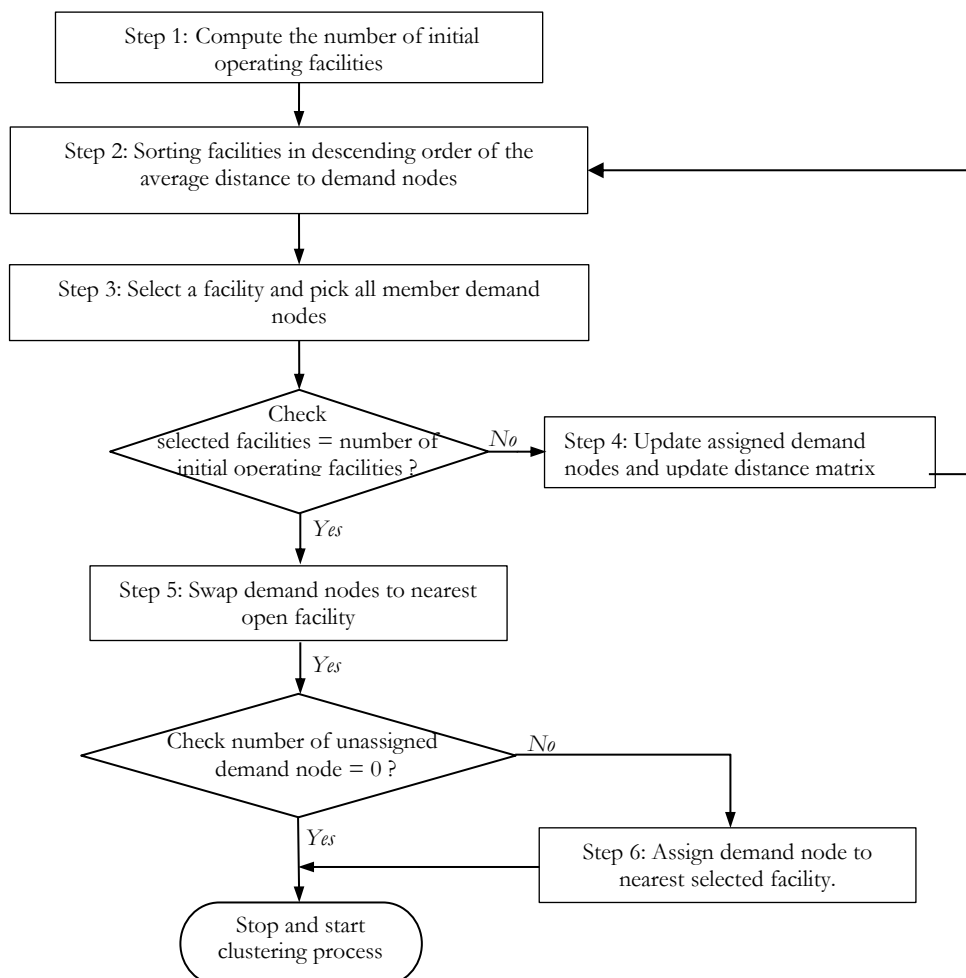 Step 1: Compute the number of initial
operating facilities
Step 2: Sorting facilities in descending order of the
average distance to demand nodes
Step 3: Select a facility and pick all member demand
nodes
Check
selected facilities = number of
initial operating facilities ?
No
Step 4: Update assigned demand
nodes and update distance matrix
Yes
Step 5: Swap demand nodes to nearest
open facility
Yes
Check number of unassigned
demand node = 0 ?
No
Yes
Step 6: Assign demand node to
nearest selected facility.
Stop and start
clustering process